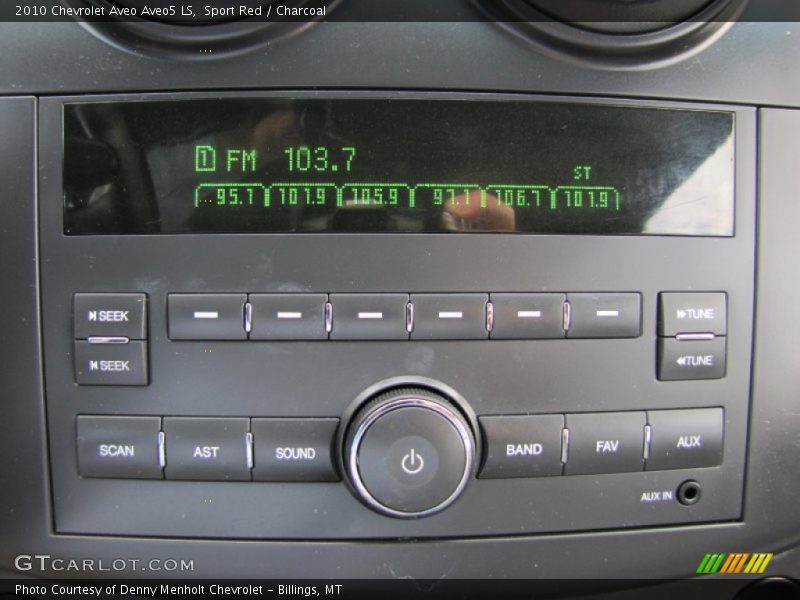 2010 Chevrolet Aveo Aveo5 LS, Sport Red / Charcoal
1 FM 103.7
ST
95.1 101.9 105.9 97.1 106.7 101.9
SEEK
TUNE
SEEK
TUNE
SCAN AST SOUND BAND FAV AUX
AUX IN
GTCARLOT.COM
Photo Courtesy of Denny Menholt Chevrolet – Billings, MT